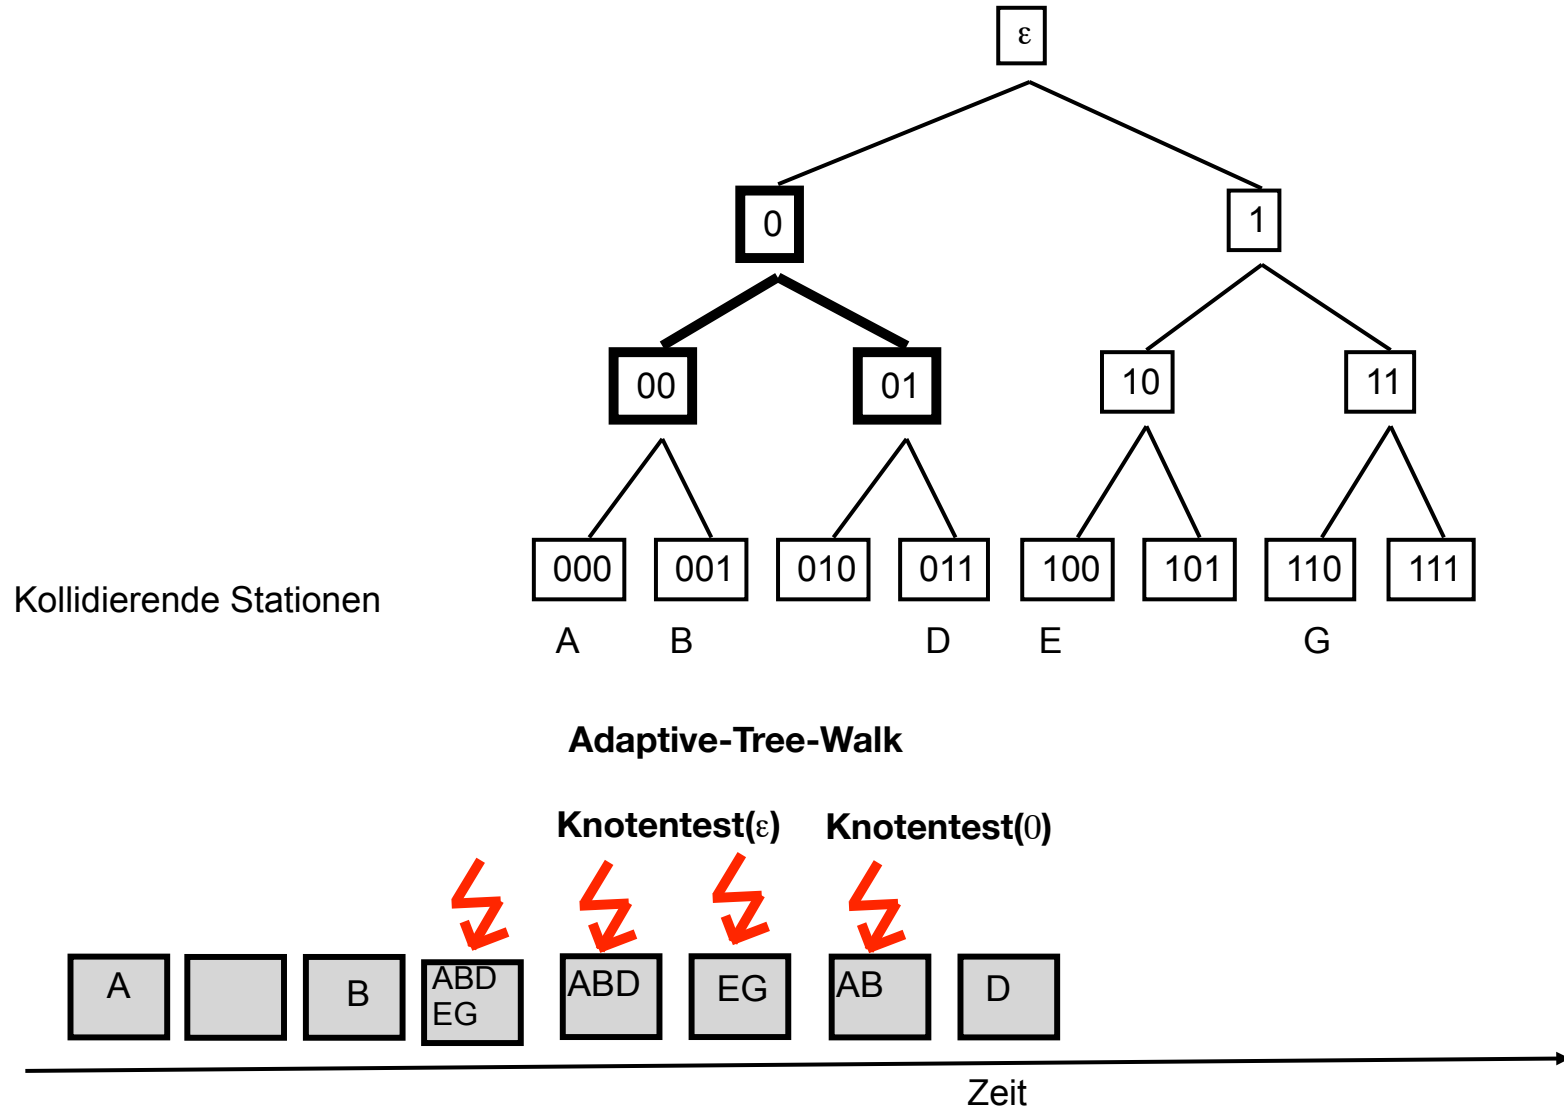 ε
0 1
00 01 10 11
000 001 010 011 100 101 110 111
Kollidierende Stationen
A B D E G
Adaptive-Tree-Walk
Knotentest(ε) Knotentest(0)
A B ABD ABD EG AB D
EG
Zeit